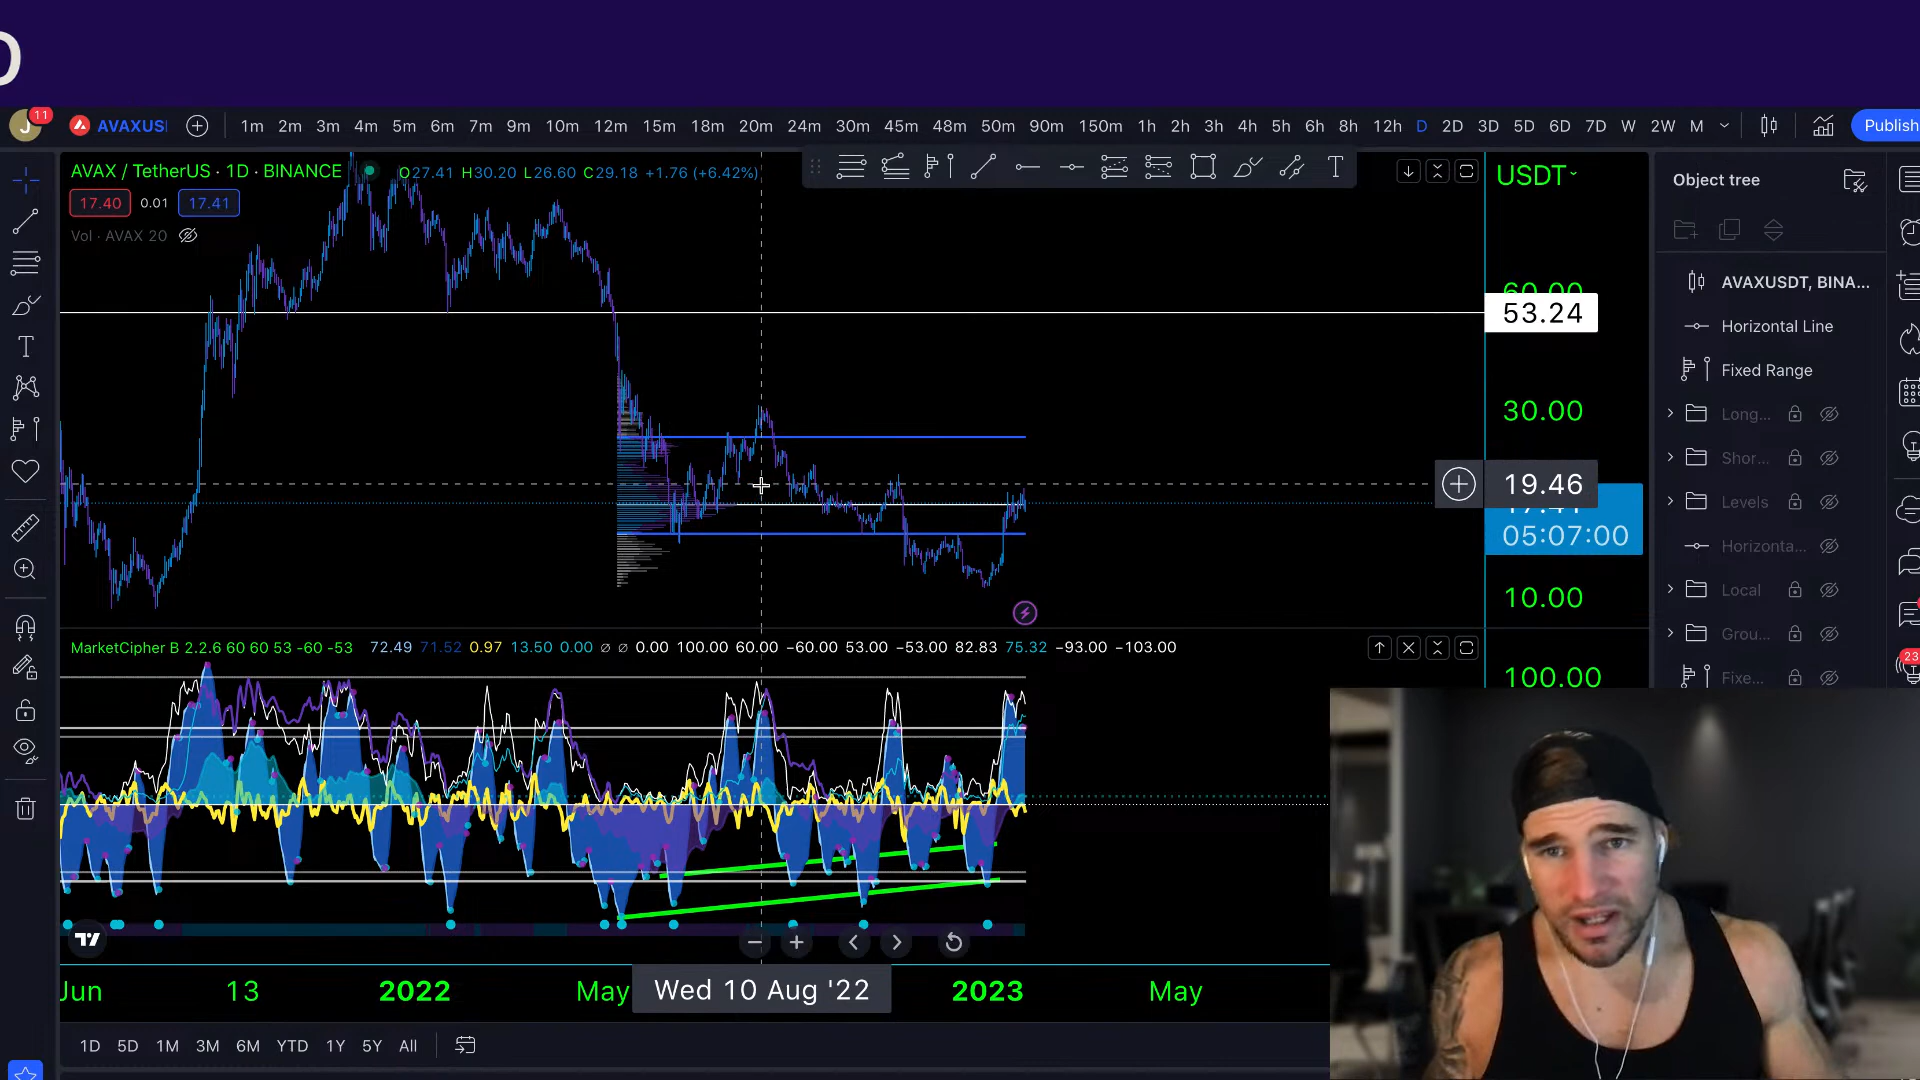 J 11 AVAXUS 1m 2m 3m 4m 5m 6m 7m 9m 10m 12m 15m 18m 20m 24m 30m 45m 48m 50m 90m 150m 1h 2h 3h 4h 5h 6h 8h 12h D 2D 3D 5D 6D 7D W 2W M Publish
AVAX / TetherUS · 1D · BINANCE O27.41 H30.20 L26.60 C29.18 +1.76 (+6.42%)
17.40 0.01 17.41
Vol · AVAX 20
USDT
60.00
53.24
30.00
19.46
17.41
05:07:00
10.00
Object tree
AVAXUSDT, BINA...
Horizontal Line
Fixed Range
Long...
Shor...
Levels
Horizonta...
Local
Grou...
Fixe...
23
MarketCipher B 2.2.6 60 60 53 -60 -53 72.49 71.52 0.97 13.50 0.00 ∅ ∅ 0.00 100.00 60.00 −60.00 53.00 −53.00 82.83 75.32 −93.00 −103.00
100.00
Jun 13 2022 May Wed 10 Aug '22 2023 May
1D 5D 1M 3M 6M YTD 1Y 5Y All